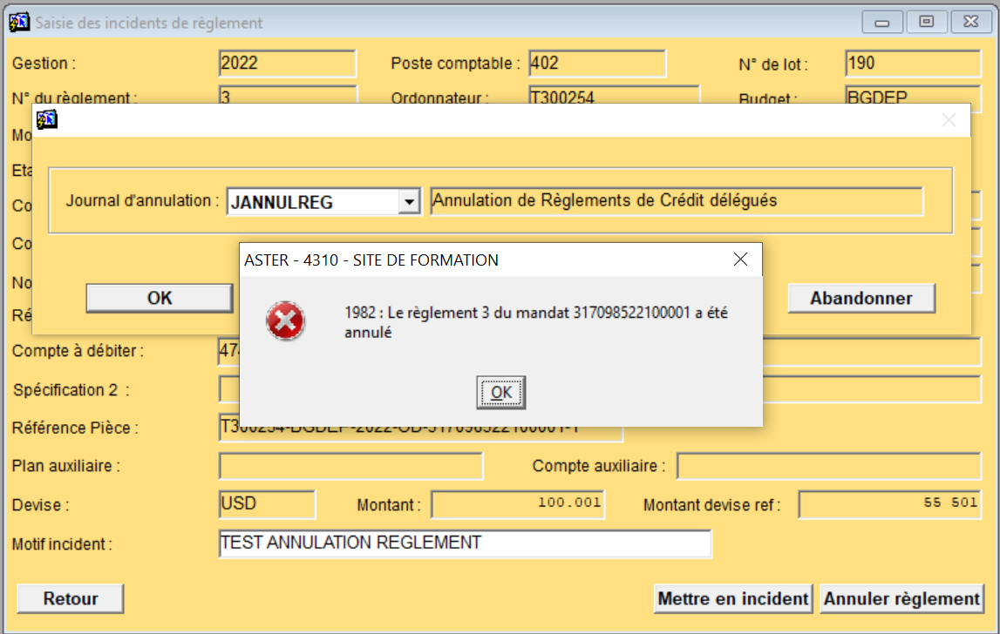 Saisie des incidents de règlement
Gestion : 2022 Poste comptable : 402 N° de lot : 190
N° du règlement : 3 Ordonnateur : T300254 Budget : BGDEP
Mo
Eta
Journal d'annulation : JANNULREG Annulation de Règlements de Crédit délégués
Co
Co
ASTER - 4310 - SITE DE FORMATION
No
OK Abandonner
Ré
1982 : Le règlement 3 du mandat 317098522100001 a été
annulé
Compte à débiter : 47
Spécification 2 :
OK
Référence Pièce : T300254-BGDEP-2022-OD-317098522100001-1
Plan auxiliaire : Compte auxiliaire :
Devise : USD Montant : 100.001 Montant devise ref : 55 501
Motif incident : TEST ANNULATION REGLEMENT
Retour Mettre en incident Annuler règlement